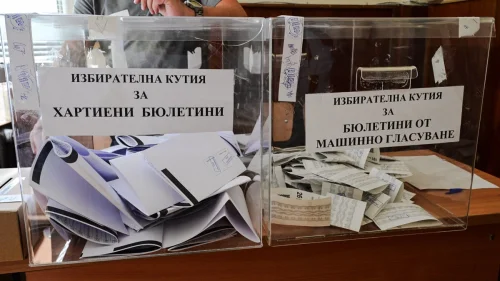 ИЗБИРАТЕЛНА КУТИЯ
ЗА
ХАРТИЕНИ БЮЛЕТИНИ
ИЗБИРАТЕЛНА КУТИЯ
ЗА
БЮЛЕТИНИ ОТ
МАШИННО ГЛАСУВАНЕ